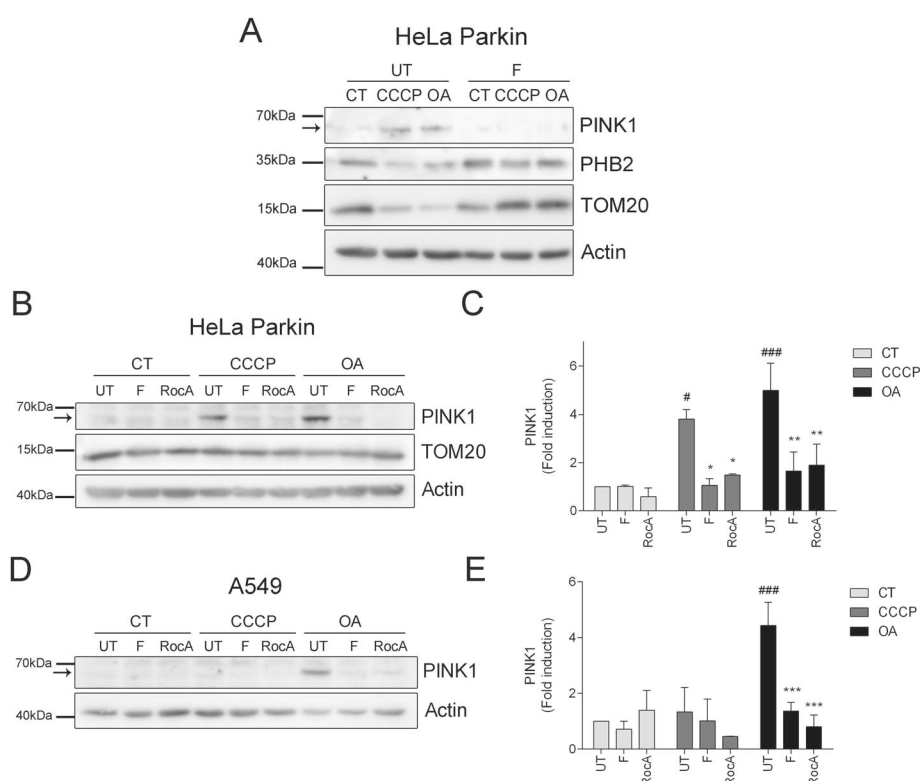 A
HeLa Parkin
UT F
CT CCCP OA CT CCCP OA
70kDa
→ PINK1
35kDa PHB2
15kDa TOM20
Actin
40kDa
B
HeLa Parkin
CT CCCP OA
UT F RocA UT F RocA UT F RocA
70kDa
→ PINK1
15kDa TOM20
40kDa Actin
C
PINK1
(Fold induction)
6
4
2
0
# ###
* * ** **
UT F RocA UT F RocA UT F RocA
CT
CCCP
OA
D
A549
CT CCCP OA
UT F RocA UT F RocA UT F RocA
70kDa
→ PINK1
40kDa Actin
E
PINK1
(Fold induction)
6
4
2
0
###
*** ***
UT F RocA UT F RocA UT F RocA
CT
CCCP
OA